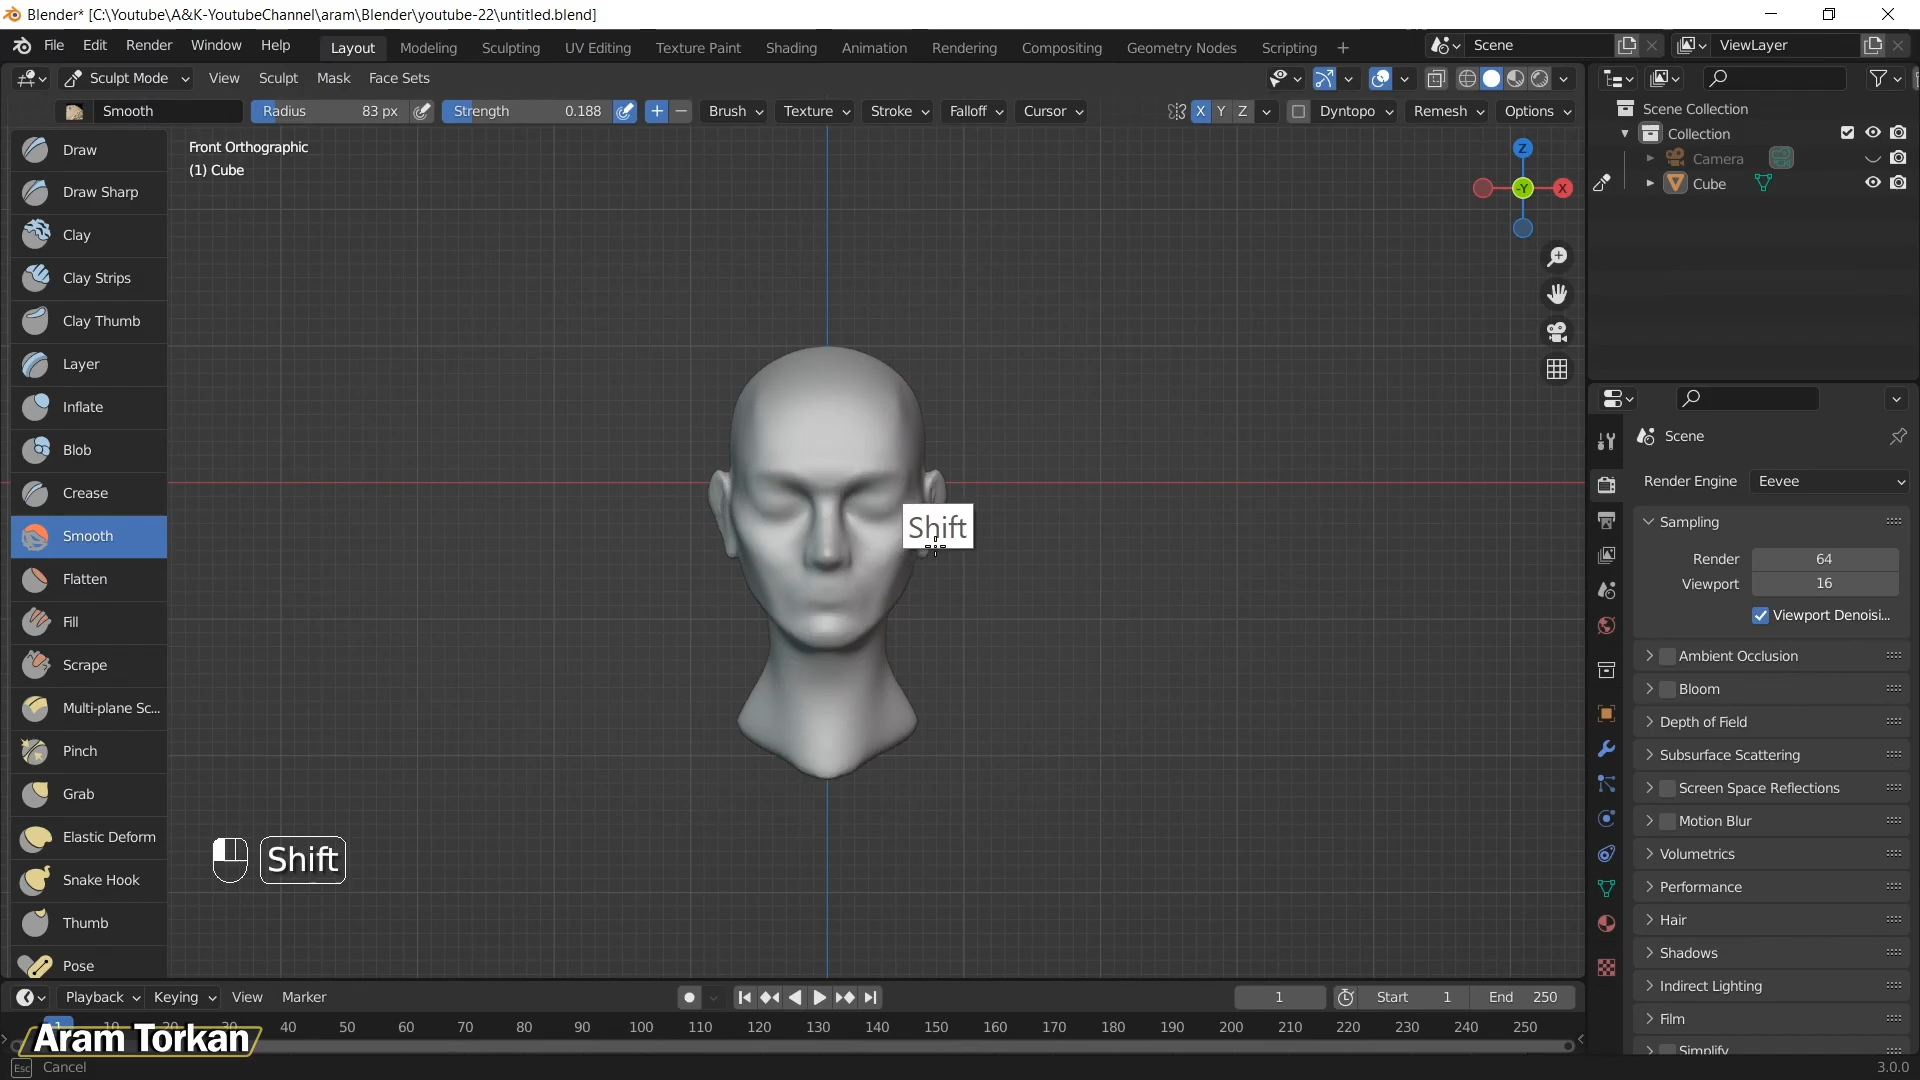 Blender* [C:\Youtube\A&K-YoutubeChannel\aram\Blender\youtube-22\untitled.blend]
File Edit Render Window Help Layout Modeling Sculpting UV Editing Texture Paint Shading Animation Rendering Compositing Geometry Nodes Scripting + Scene ViewLayer
Sculpt Mode View Sculpt Mask Face Sets
Smooth Radius 83 px Strength 0.188 + − Brush Texture Stroke Falloff Cursor X Y Z Dyntopo Remesh Options
Scene Collection
Collection
Camera
Cube
Front Orthographic
(1) Cube
Z
-Y
X
Draw
Draw Sharp
Clay
Clay Strips
Clay Thumb
Layer
Inflate
Blob
Crease
Smooth
Flatten
Fill
Scrape
Multi-plane Sc...
Pinch
Grab
Elastic Deform
Snake Hook
Thumb
Pose
Shift
Shift
Scene
Render Engine Eevee
Sampling
Render 64
Viewport 16
Viewport Denoisi...
Ambient Occlusion
Bloom
Depth of Field
Subsurface Scattering
Screen Space Reflections
Motion Blur
Volumetrics
Performance
Hair
Shadows
Indirect Lighting
Film
Simplify
Playback Keying View Marker 1 Start 1 End 250
1 10 20 30 40 50 60 70 80 90 100 110 120 130 140 150 160 170 180 190 200 210 220 230 240 250
Aram Torkan
Esc Cancel 3.0.0